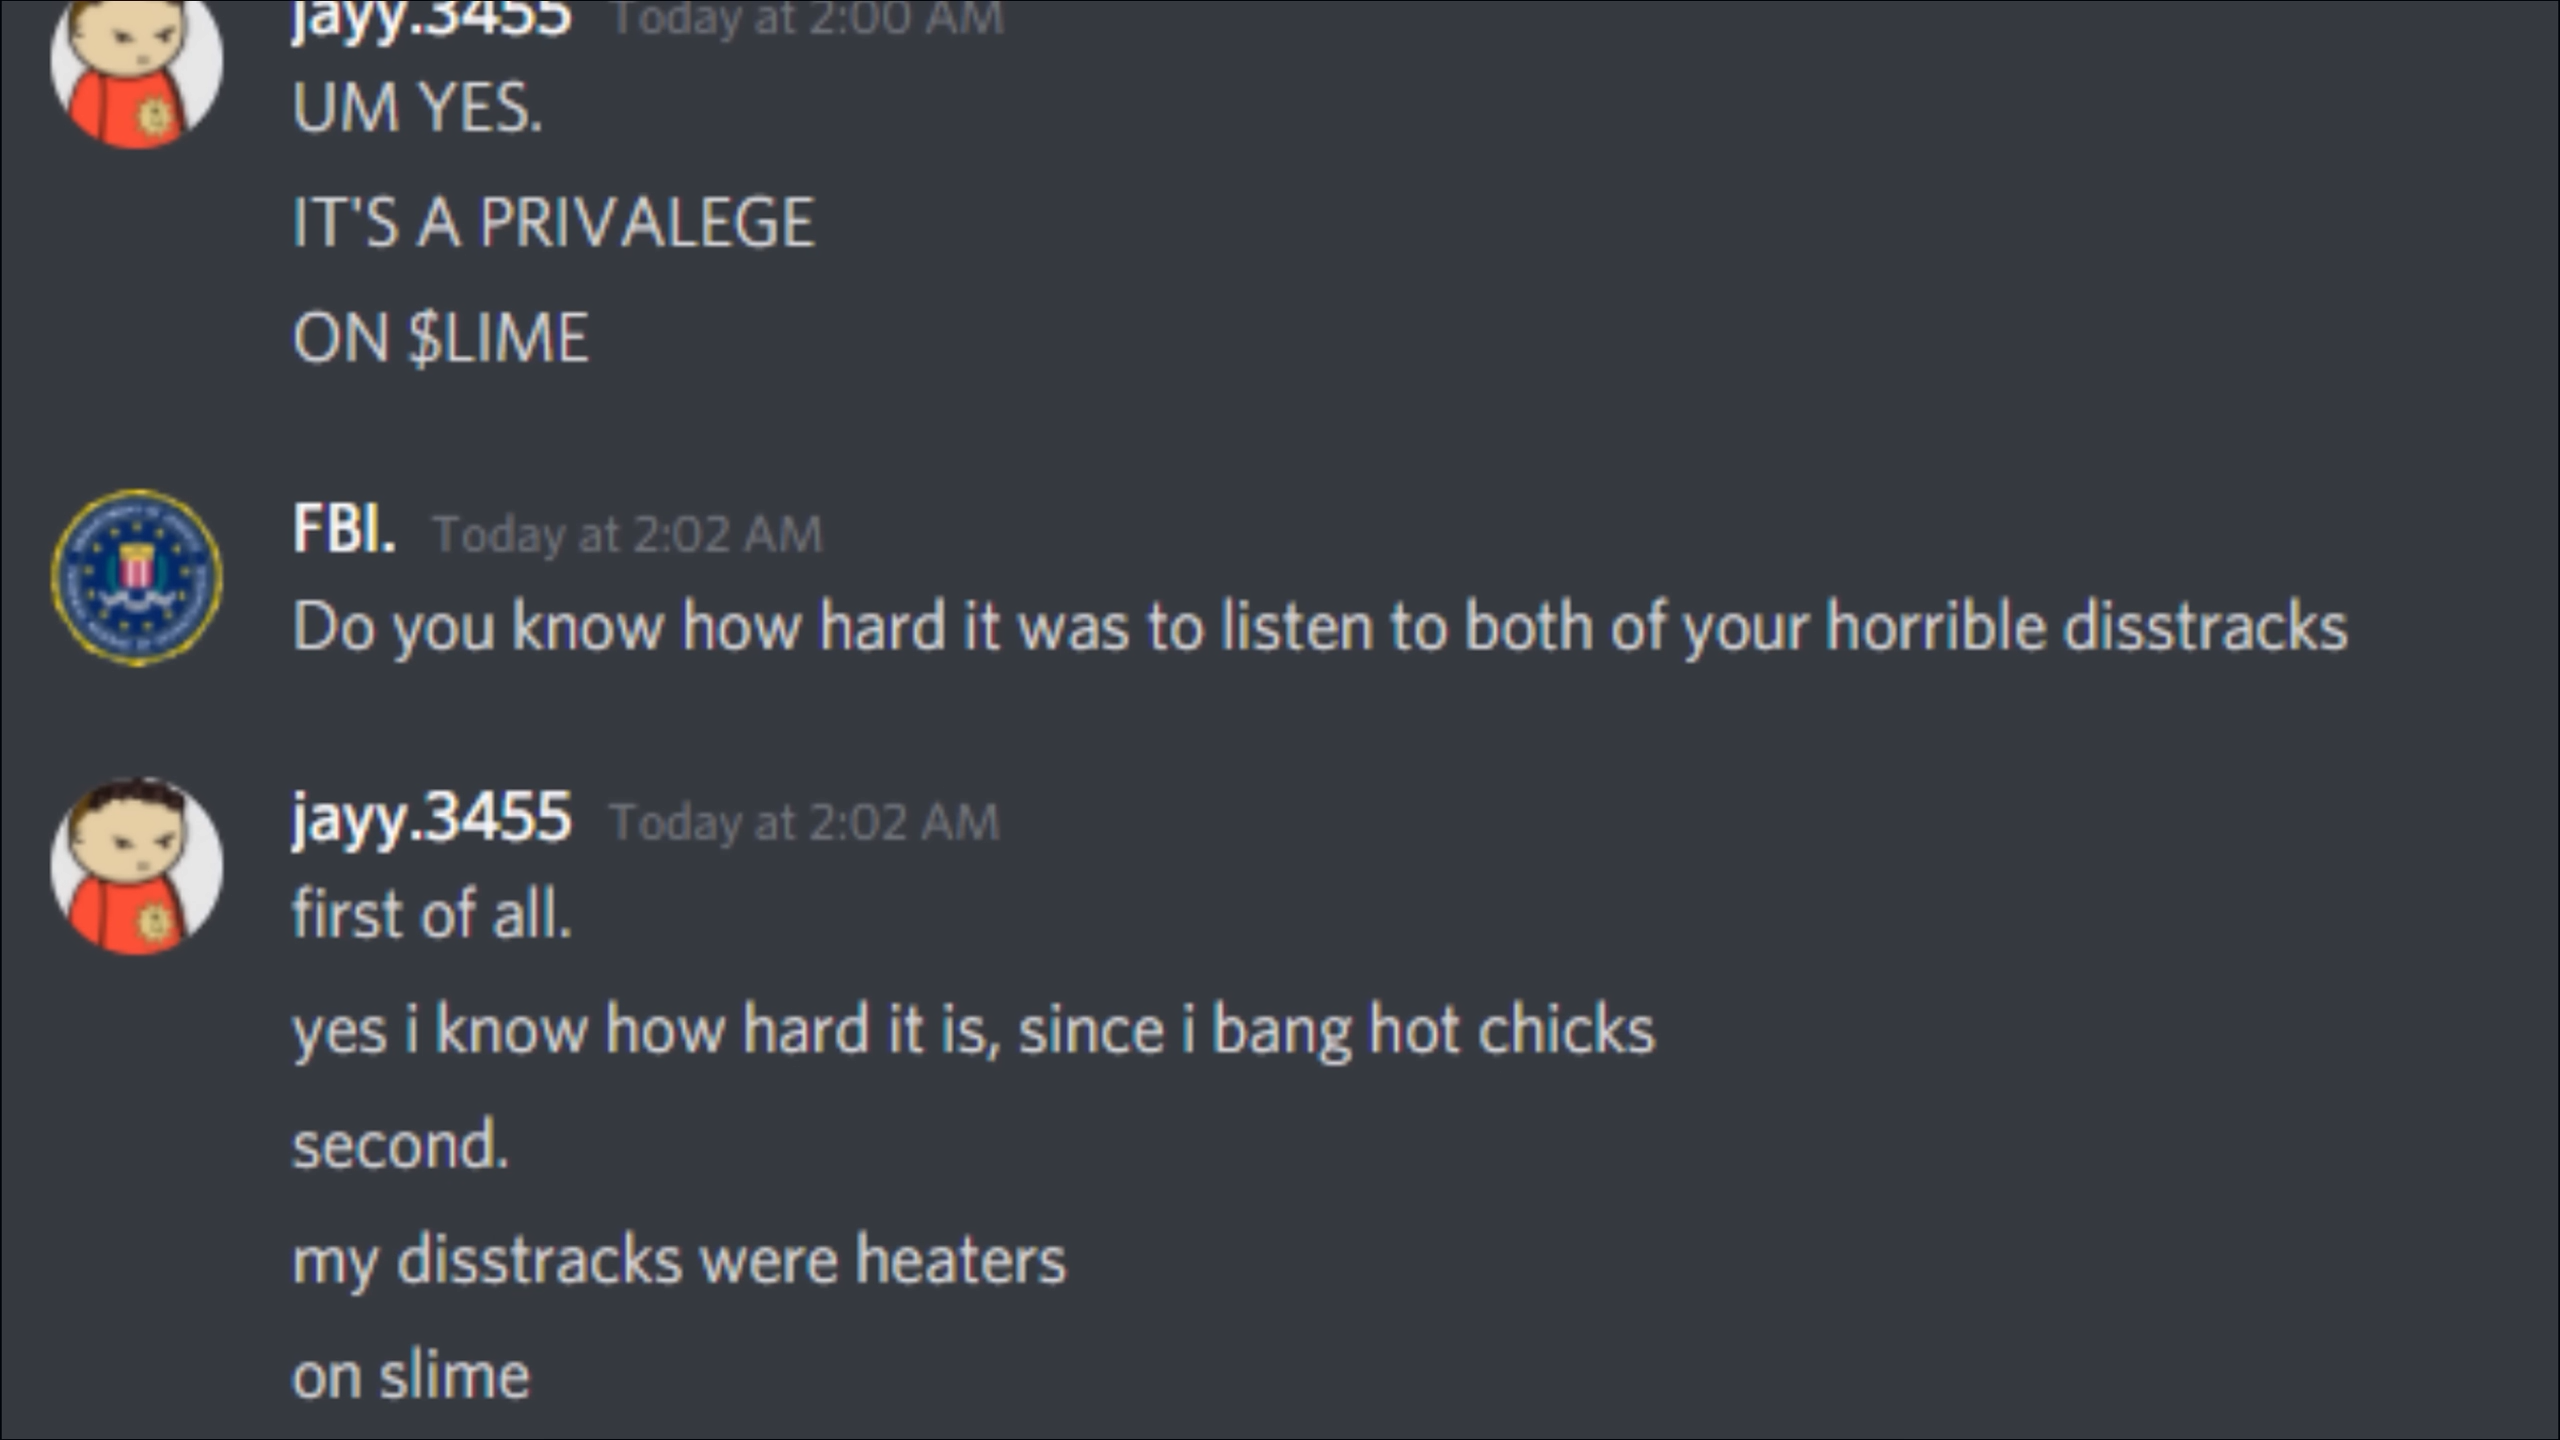 jayy.3455 Today at 2:00 AM
UM YES.
IT'S A PRIVALEGE
ON $LIME
FBI. Today at 2:02 AM
Do you know how hard it was to listen to both of your horrible disstracks
jayy.3455 Today at 2:02 AM
first of all.
yes i know how hard it is, since i bang hot chicks
second.
my disstracks were heaters
on slime